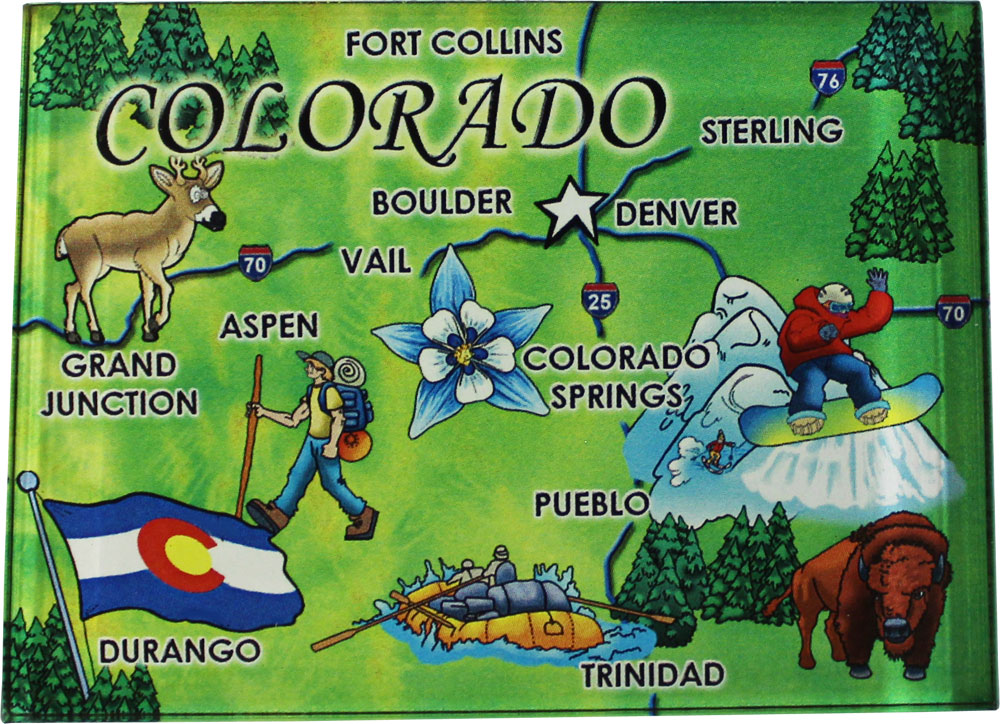 FORT COLLINS
COLORADO
76
STERLING
BOULDER
DENVER
VAIL
70
25
70
ASPEN
GRAND
JUNCTION
COLORADO
SPRINGS
PUEBLO
DURANGO
TRINIDAD